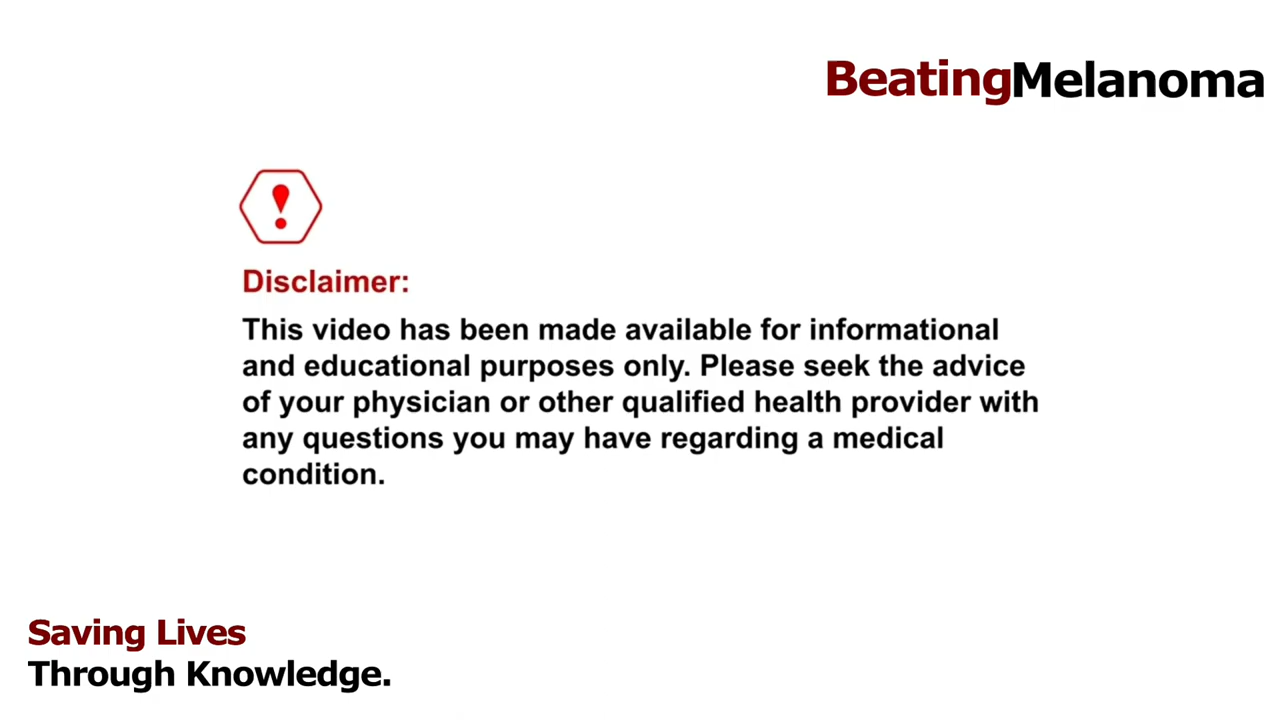 BeatingMelanoma
Disclaimer:
This video has been made available for informational
and educational purposes only. Please seek the advice
of your physician or other qualified health provider with
any questions you may have regarding a medical
condition.
Saving Lives
Through Knowledge.